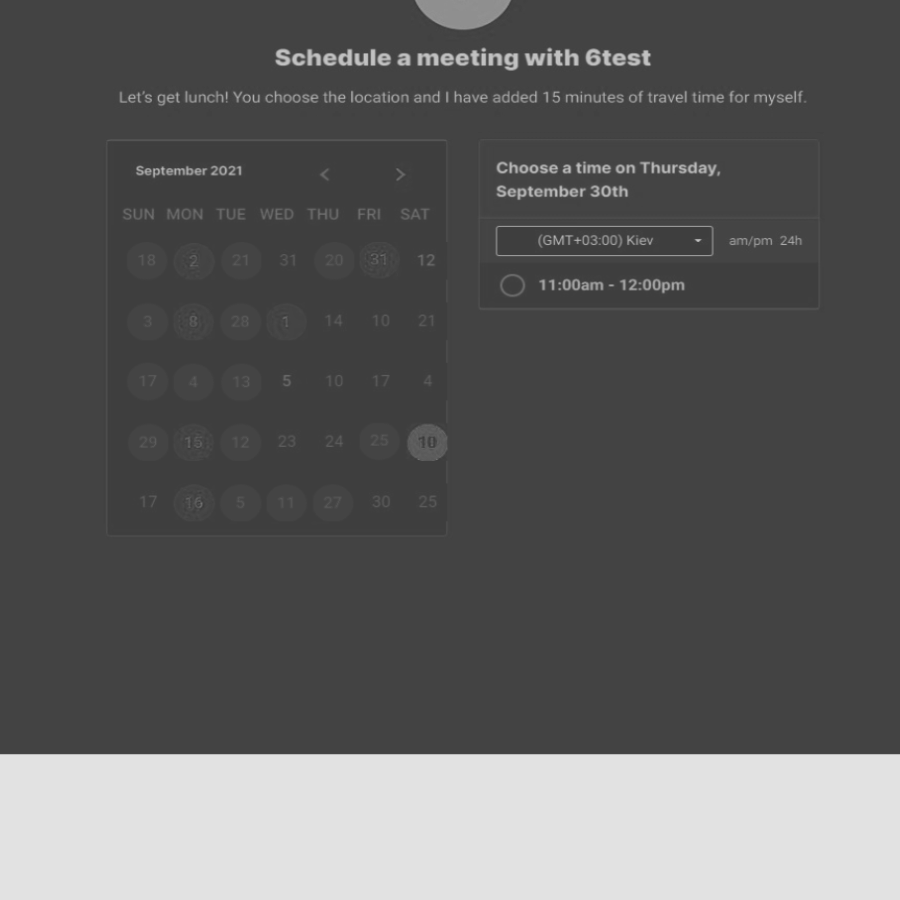 Schedule a meeting with 6test
Let's get lunch! You choose the location and I have added 15 minutes of travel time for myself.
September 2021 < >
SUN MON TUE WED THU FRI SAT
18 2 21 31 20 31 12
3 8 28 1 14 10 21
17 4 13 5 10 17 4
29 15 12 23 24 25 10
17 16 5 11 27 30 25
Choose a time on Thursday,
September 30th
(GMT+03:00) Kiev am/pm 24h
11:00am - 12:00pm